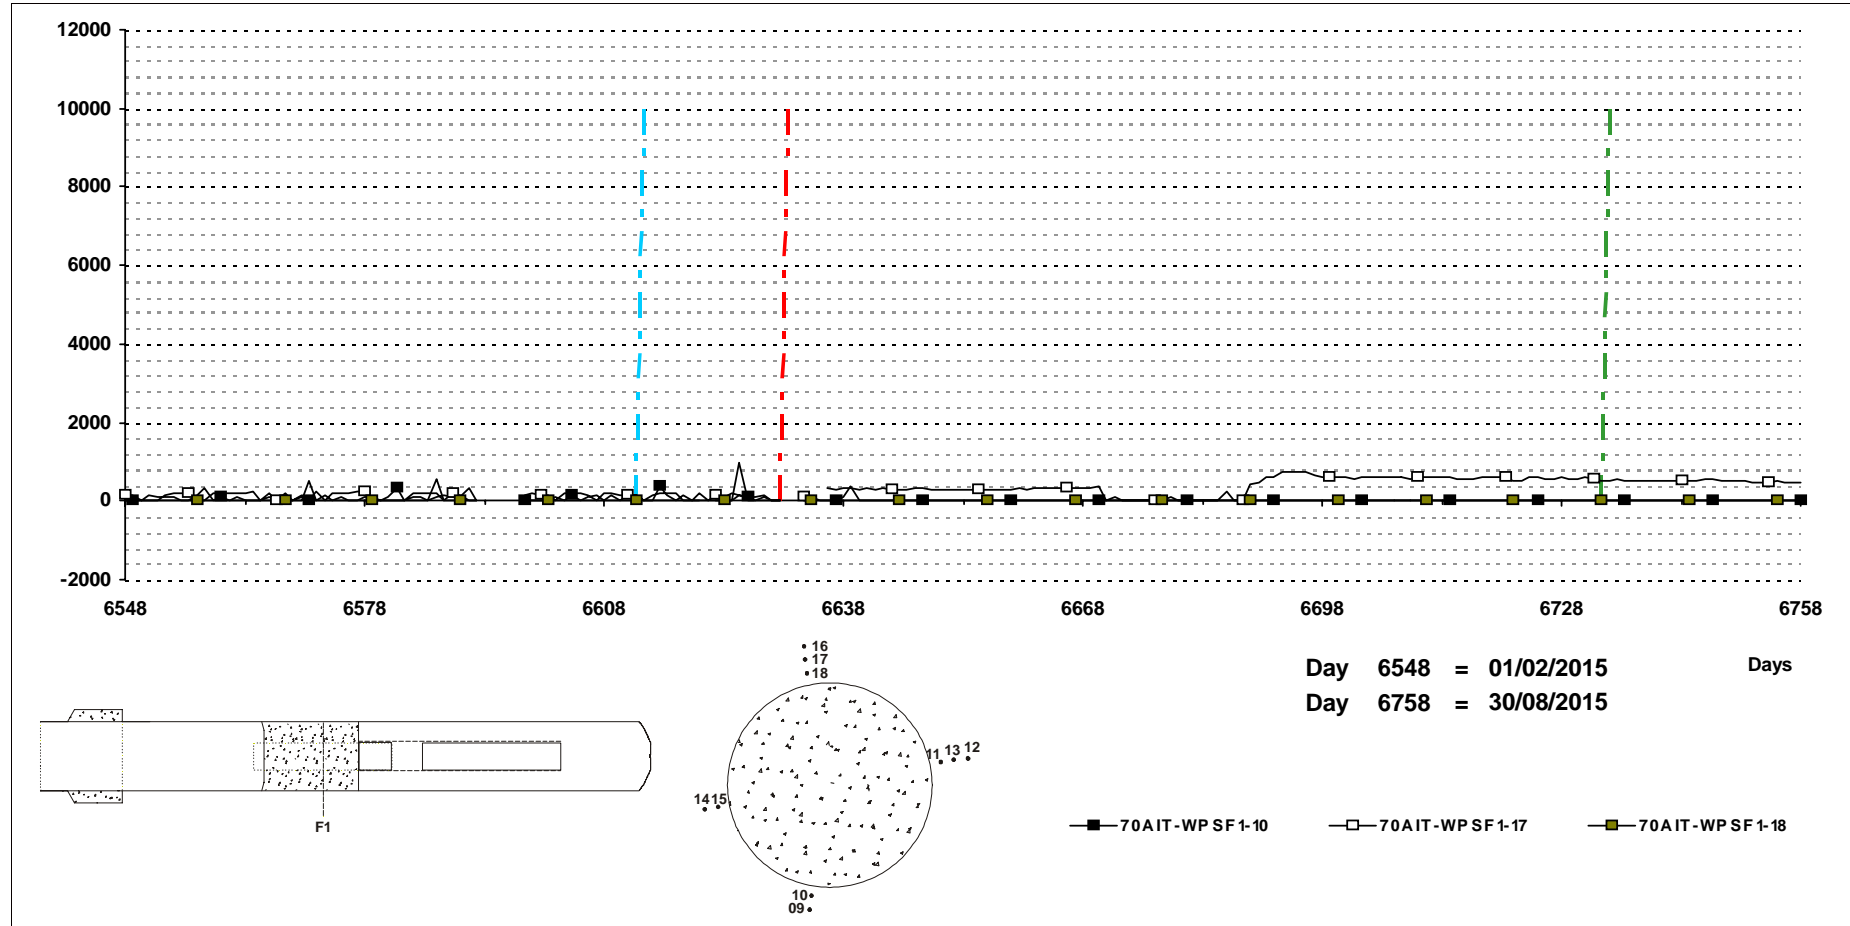 12000
10000
8000
6000
4000
2000
0
-2000
6548 6578 6608 6638 6668 6698 6728 6758
Days
Day 6548 = 01/02/2015
Day 6758 = 30/08/2015
F1
16
17
18
11 13 12
14 15
10
09
70AIT-WPSF1-10 70AIT-WPSF1-17 70AIT-WPSF1-18